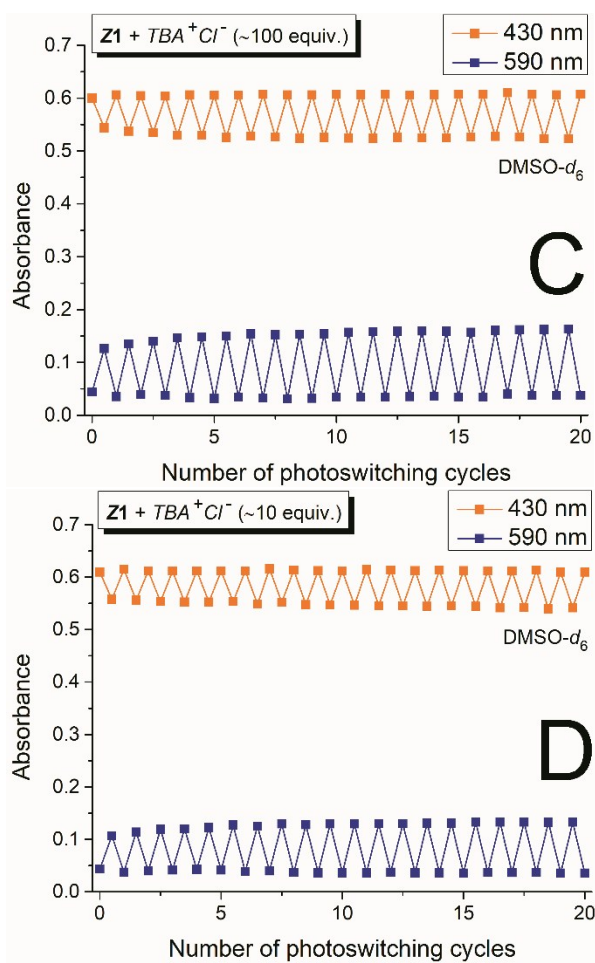 Z1 + TBA⁺Cl⁻ (~100 equiv.)
430 nm
590 nm
0.7
0.6
0.5
0.4
0.3
0.2
0.1
0.0
Absorbance
DMSO-d₆
C
0 5 10 15 20
Number of photoswitching cycles
Z1 + TBA⁺Cl⁻ (~10 equiv.)
430 nm
590 nm
0.7
0.6
0.5
0.4
0.3
0.2
0.1
0.0
Absorbance
DMSO-d₆
D
0 5 10 15 20
Number of photoswitching cycles